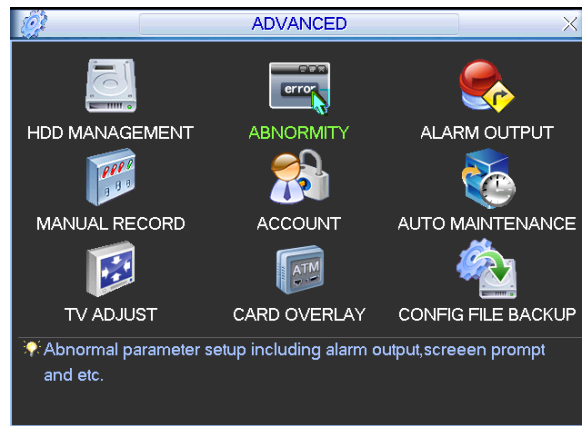 ADVANCED
error
HDD MANAGEMENT ABNORMITY ALARM OUTPUT
MANUAL RECORD ACCOUNT AUTO MAINTENANCE
ATM
TV ADJUST CARD OVERLAY CONFIG FILE BACKUP
Abnormal parameter setup including alarm output,screeen prompt
and etc.